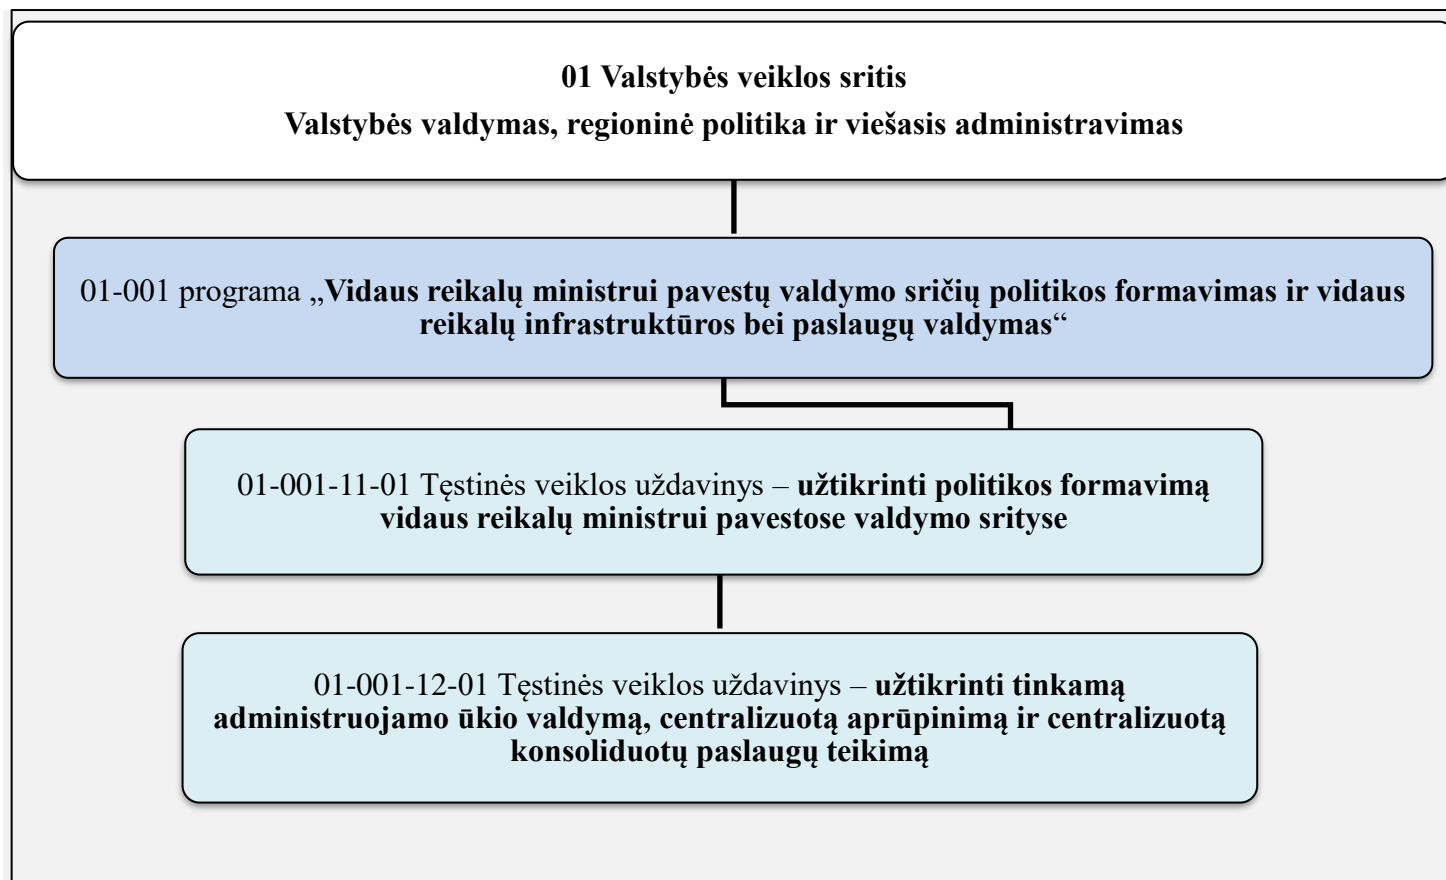 01 Valstybės veiklos sritis
Valstybės valdymas, regioninė politika ir viešasis administravimas
01-001 programa „Vidaus reikalų ministrui pavestų valdymo sričių politikos formavimas ir vidaus
reikalų infrastruktūros bei paslaugų valdymas“
01-001-11-01 Tęstinės veiklos uždavinys – užtikrinti politikos formavimą
vidaus reikalų ministrui pavestose valdymo srityse
01-001-12-01 Tęstinės veiklos uždavinys – užtikrinti tinkamą
administruojamo ūkio valdymą, centralizuotą aprūpinimą ir centralizuotą
konsoliduotų paslaugų teikimą